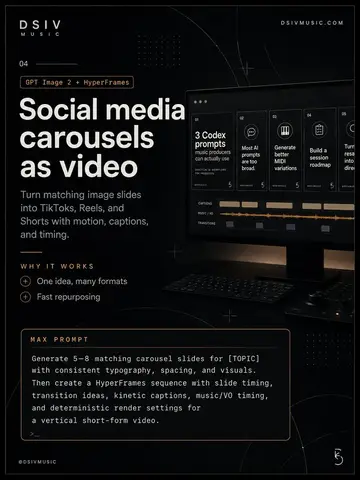 DSIV
MUSIC
DSIVMUSIC.COM
04
GPT Image 2 + HyperFrames
Social media
carousels
as video
Turn matching image slides
into TikToks, Reels, and
Shorts with motion, captions,
and timing.
WHY IT WORKS
One idea, many formats
Fast repurposing
3 Codex
prompts
music producers
can actually use
Most AI
prompts are
too broad.
Generate
better
MIDI
variations
Build a
session
roadmap
CAPTIONS
MUSIC / VO
TRANSITIONS
MAX PROMPT
Generate 5–8 matching carousel slides for [TOPIC]
with consistent typography, spacing, and visuals.
Then create a HyperFrames sequence with slide timing,
transition ideas, kinetic captions, music/VO timing,
and deterministic render settings for
a vertical short-form video.
>_
@DSIVMUSIC